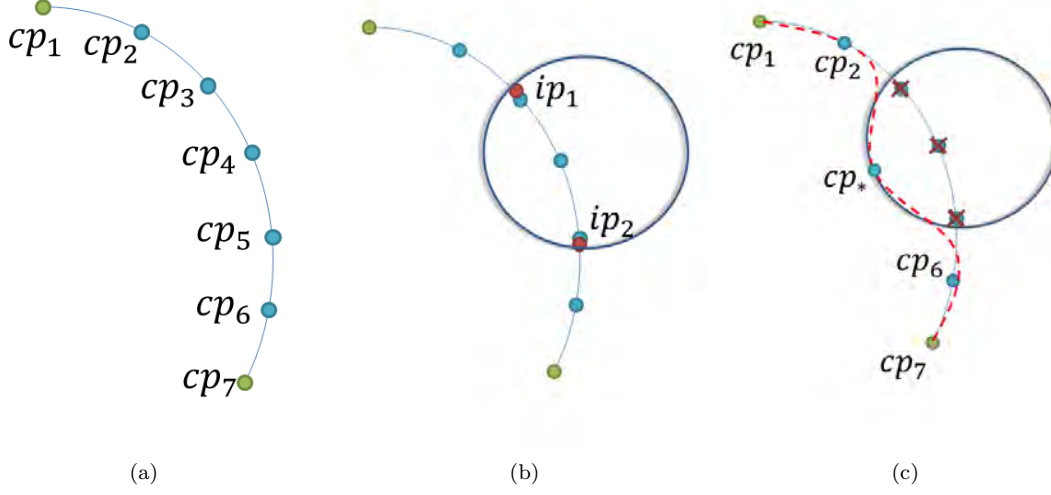 cp₁
cp₂
cp₃
cp₄
cp₅
cp₆
cp₇
(a)
ip₁
ip₂
(b)
cp₁
cp₂
cp*
cp₆
cp₇
(c)